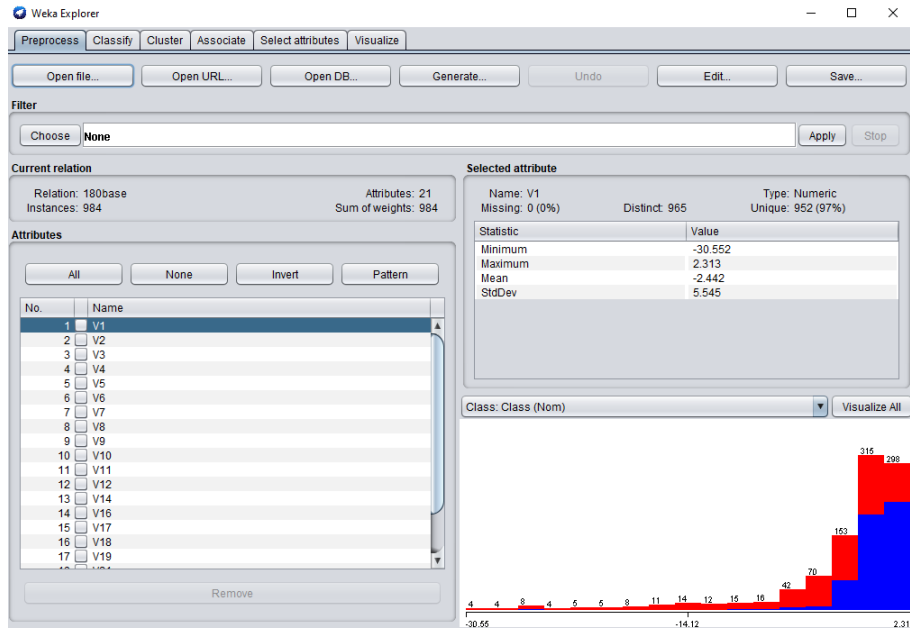 Weka Explorer
Preprocess Classify Cluster Associate Select attributes Visualize
Open file... Open URL... Open DB... Generate... Undo Edit... Save...
Filter
Choose None Apply Stop
Current relation
Relation: 180base Attributes: 21
Instances: 984 Sum of weights: 984
Attributes
All None Invert Pattern
No. Name
1 V1
2 V2
3 V3
4 V4
5 V5
6 V6
7 V7
8 V8
9 V9
10 V10
11 V11
12 V12
13 V14
14 V16
15 V17
16 V18
17 V19
Remove
Selected attribute
Name: V1 Type: Numeric
Missing: 0 (0%) Distinct: 965 Unique: 952 (97%)
Statistic Value
Minimum -30.552
Maximum 2.313
Mean -2.442
StdDev 5.545
Class: Class (Nom) Visualize All
4 4 8 4 5 5 8 11 14 12 15 16 42 70 153 315 298
-30.55 -14.12 2.31